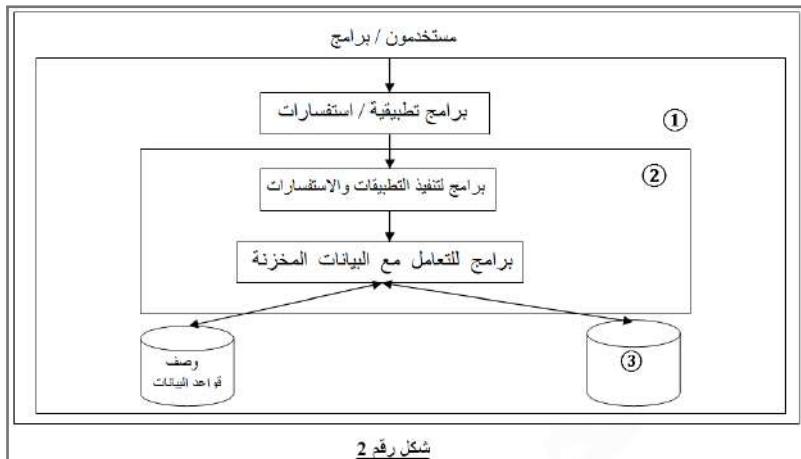 مستخدمون / برامج
برامج تطبيقية / استفسارات
①
②
برامج لتنفيذ التطبيقات والاستفسارات
برامج للتعامل مع البيانات المخزنة
وصف
قواعد البيانات
③
شكل رقم 2